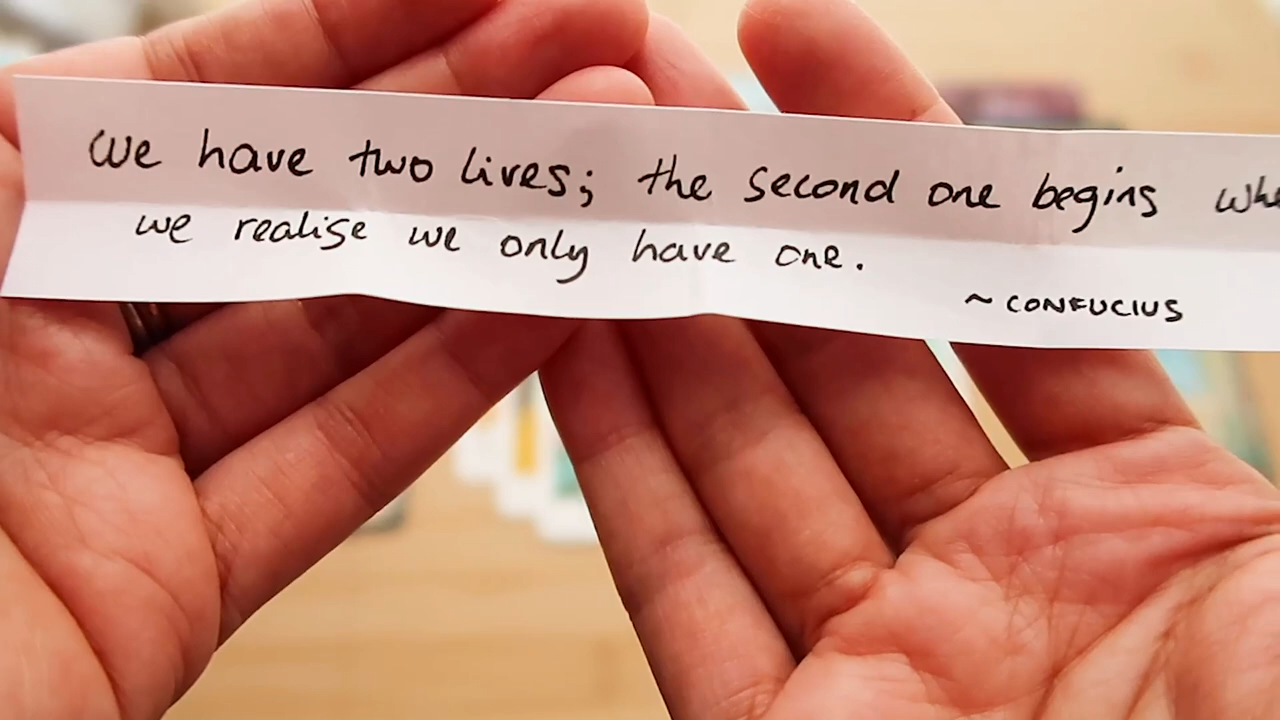 we have two lives; the second one begins
we realise we only have one.
~ CONFUCIUS